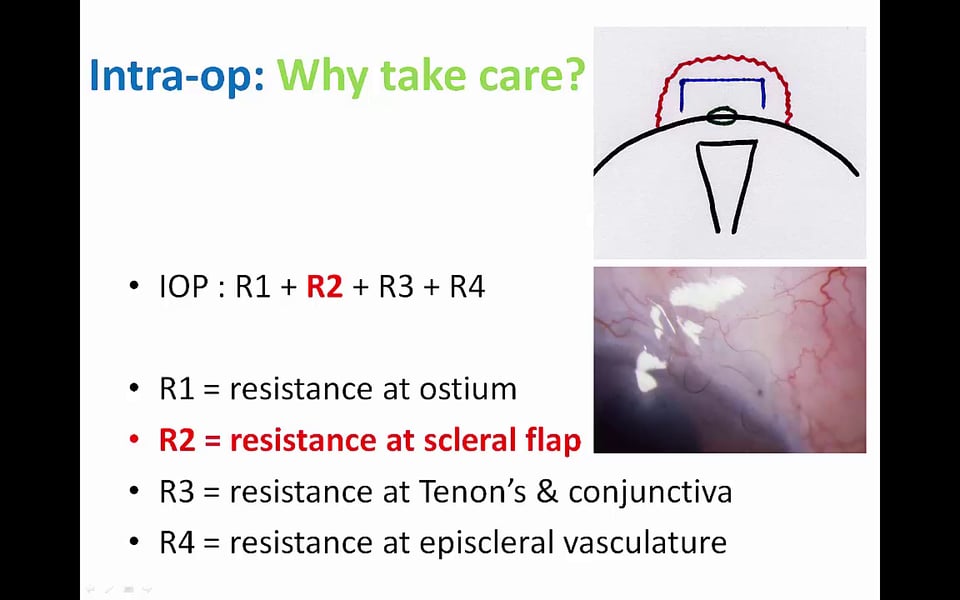 Intra-op: Why take care?
• IOP : R1 + R2 + R3 + R4
• R1 = resistance at ostium
• R2 = resistance at scleral flap
• R3 = resistance at Tenon’s & conjunctiva
• R4 = resistance at episcleral vasculature